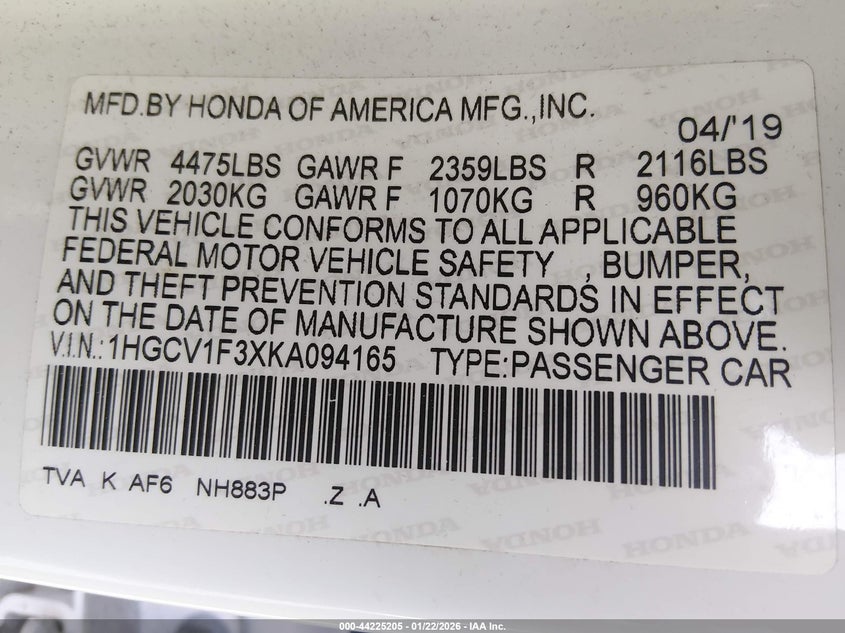 MFD.BY HONDA OF AMERICA MFG.,INC.
04/'19
GVWR 4475LBS GAWR F 2359LBS R 2116LBS
GVWR 2030KG GAWR F 1070KG R 960KG
THIS VEHICLE CONFORMS TO ALL APPLICABLE
FEDERAL MOTOR VEHICLE SAFETY , BUMPER,
AND THEFT PREVENTION STANDARDS IN EFFECT
ON THE DATE OF MANUFACTURE SHOWN ABOVE.
V.I.N.:1HGCV1F3XKA094165 TYPE:PASSENGER CAR
TVA K AF6 NH883P .Z .A
000-44225205 - 01/22/2026 - IAA Inc.